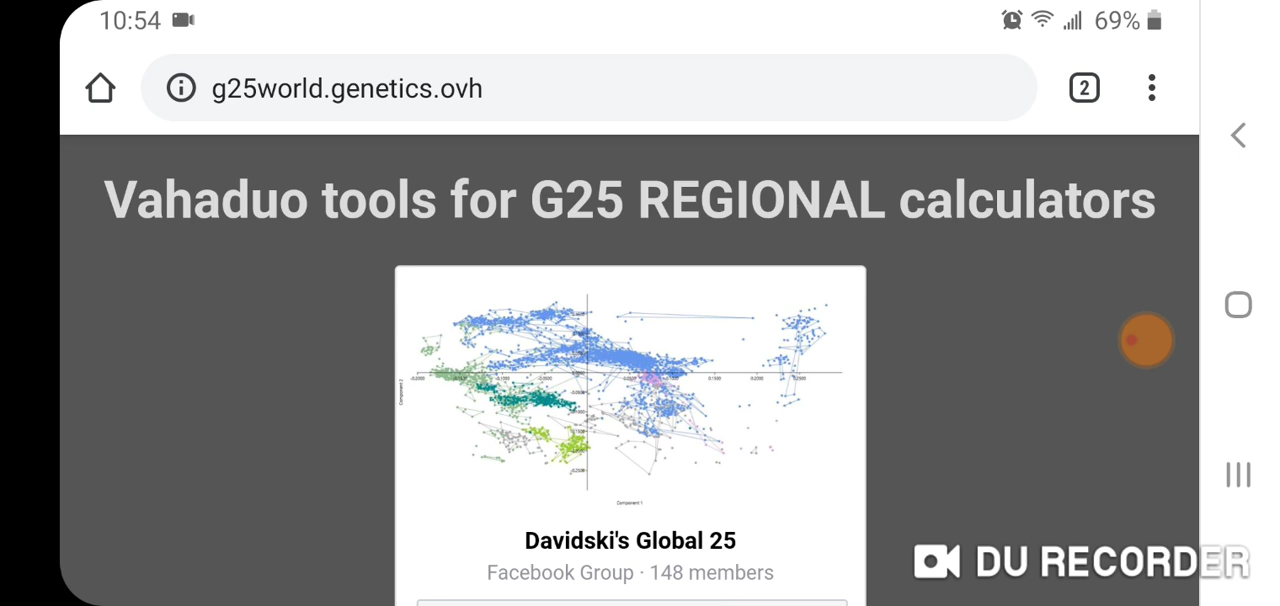 10:54
69%
g25world.genetics.ovh
2
Vahaduo tools for G25 REGIONAL calculators
Davidski's Global 25
Facebook Group · 148 members
DU RECORDER